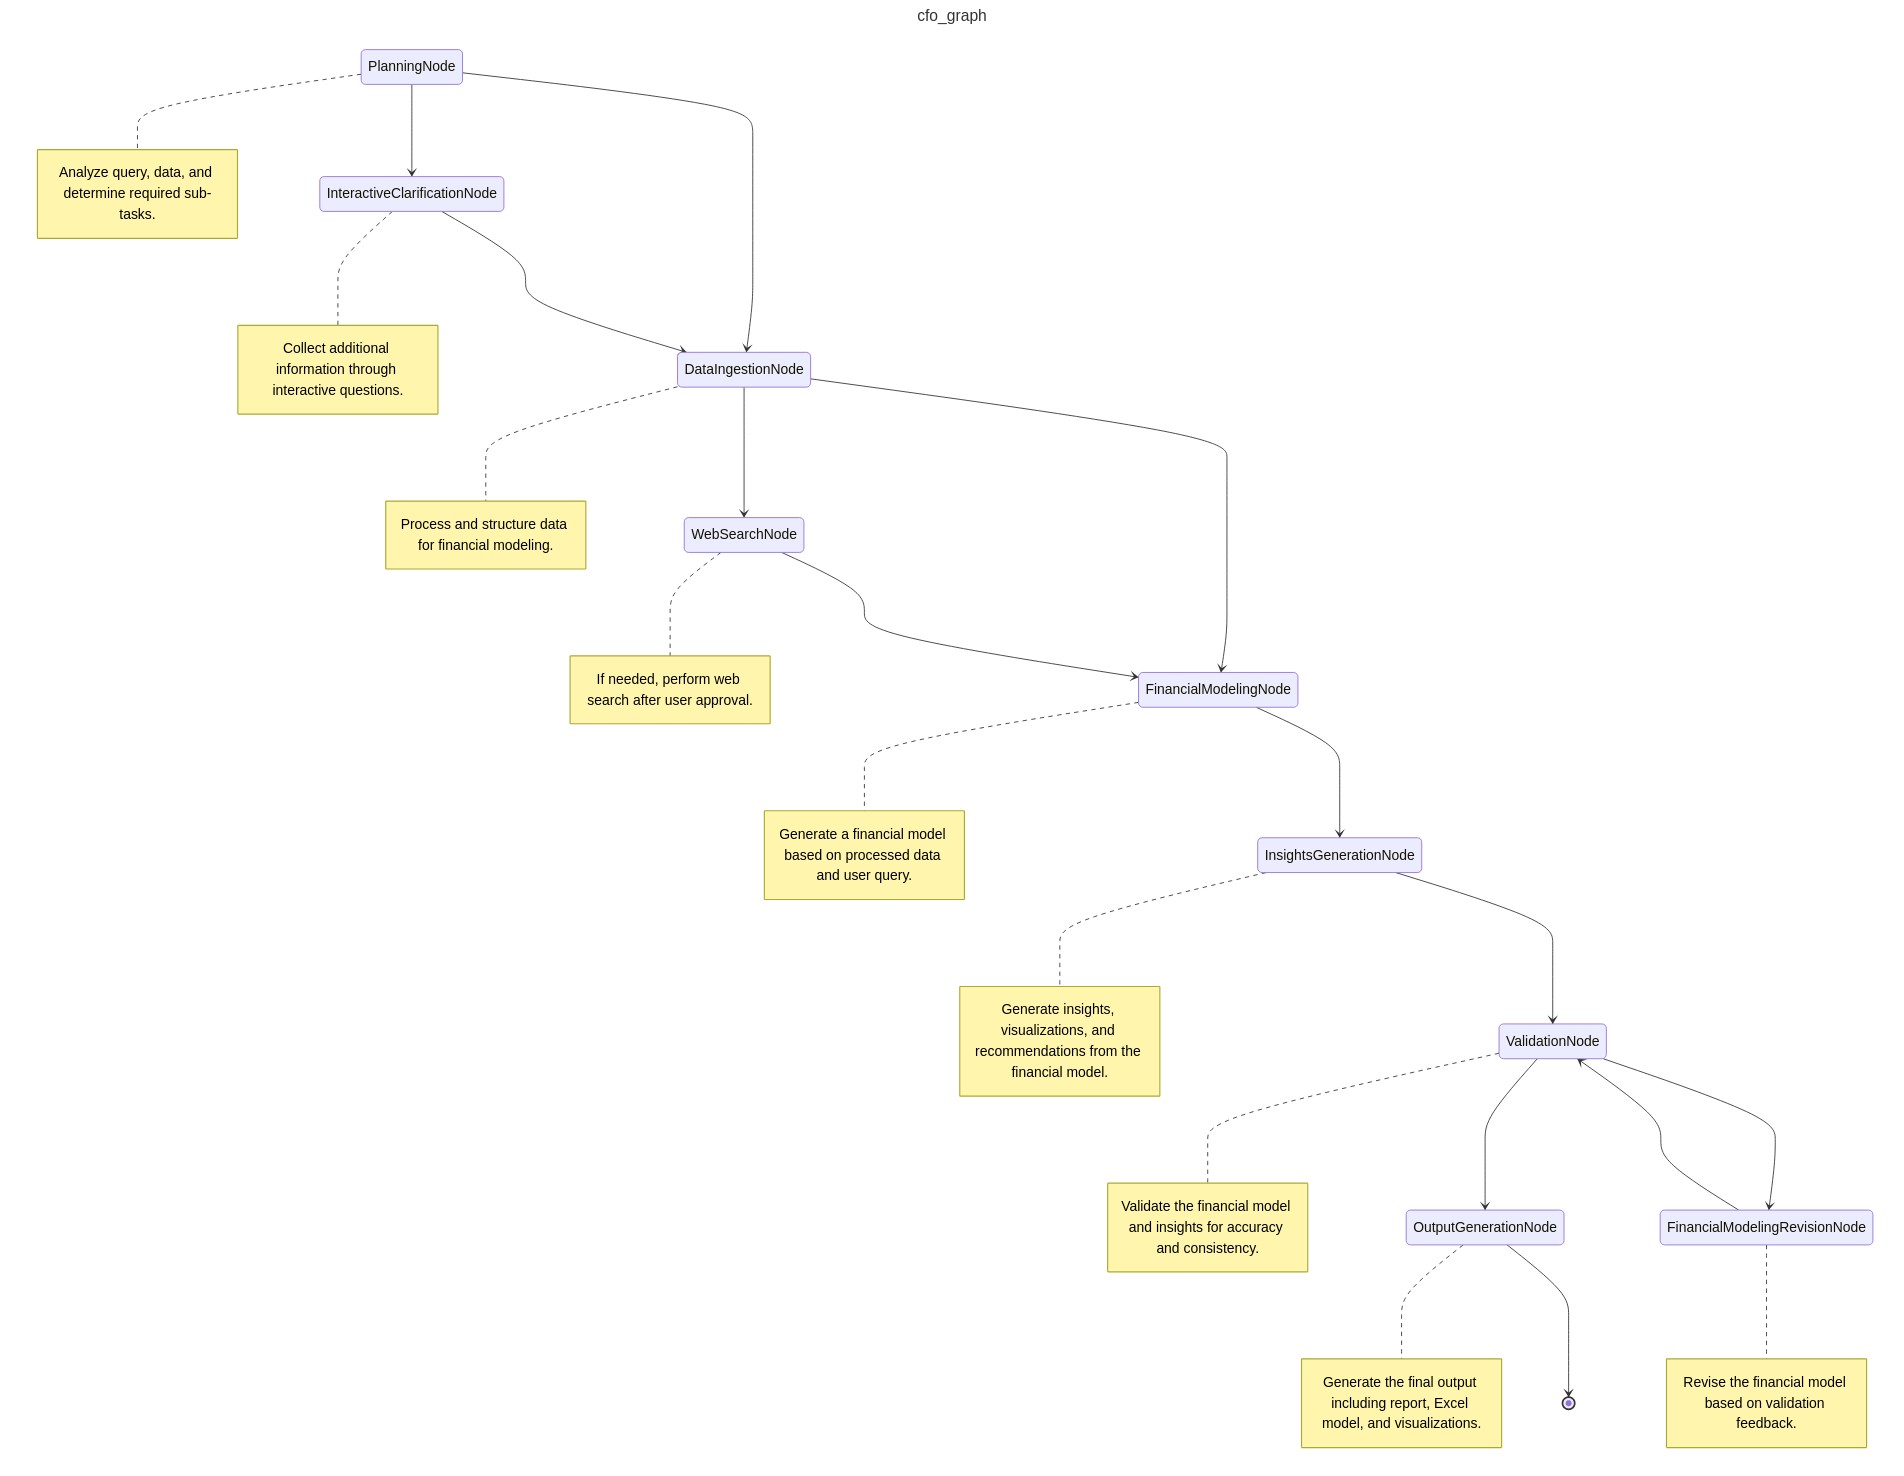 cfo_graph
PlanningNode
Analyze query, data, and
determine required sub-
tasks.
InteractiveClarificationNode
Collect additional
information through
interactive questions.
DataIngestionNode
Process and structure data
for financial modeling.
WebSearchNode
If needed, perform web
search after user approval.
FinancialModelingNode
Generate a financial model
based on processed data
and user query.
InsightsGenerationNode
Generate insights,
visualizations, and
recommendations from the
financial model.
ValidationNode
Validate the financial model
and insights for accuracy
and consistency.
OutputGenerationNode
FinancialModelingRevisionNode
Generate the final output
including report, Excel
model, and visualizations.
Revise the financial model
based on validation
feedback.